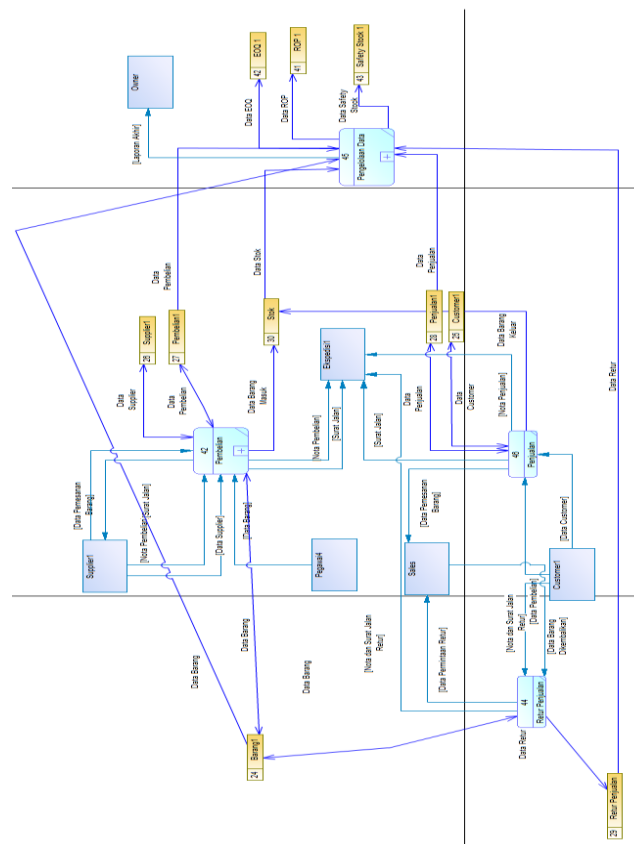 Owner
42 EOQ 1
41 ROP 1
43 Safety Stock 1
[Laporan Akhir]
Data EOQ
Data ROP
Data Safety
Stock
45
Pengelolaan Data
Data
Pembelian
Data Stok
Data
Penjualan
26 Supplier1
27 Pembelian1
30 Stok
28 Penjualan1
25 Customer1
Data
Supplier
Data
Pembelian
Data Barang
Masuk
Ekspedisi1
Data
Penjualan
Data
Customer
[Nota Penjualan]
Data Barang
Keluar
Data Retur
42
Pembelian
[Nota Pembelian]
[Surat Jalan]
[Surat Jalan]
46
Penjualan
[Data Pemesanan
Barang]
[Nota Pembelian]
[Surat Jalan]
[Data Supplier]
[Data Barang]
[Data Pemesanan
Barang]
[Data Customer]
Supplier1
Pegawai4
Sales
Customer1
Data Barang
Data Barang
Data Barang
[Nota dan Surat Jalan
Retur]
[Data Permintaan Retur]
[Nota dan Surat Jalan
Retur]
[Data Pembelian]
[Data Barang
Dikembalikan]
24 Barang1
Data Retur
44
Retur Penjualan
29 Retur Penjualan